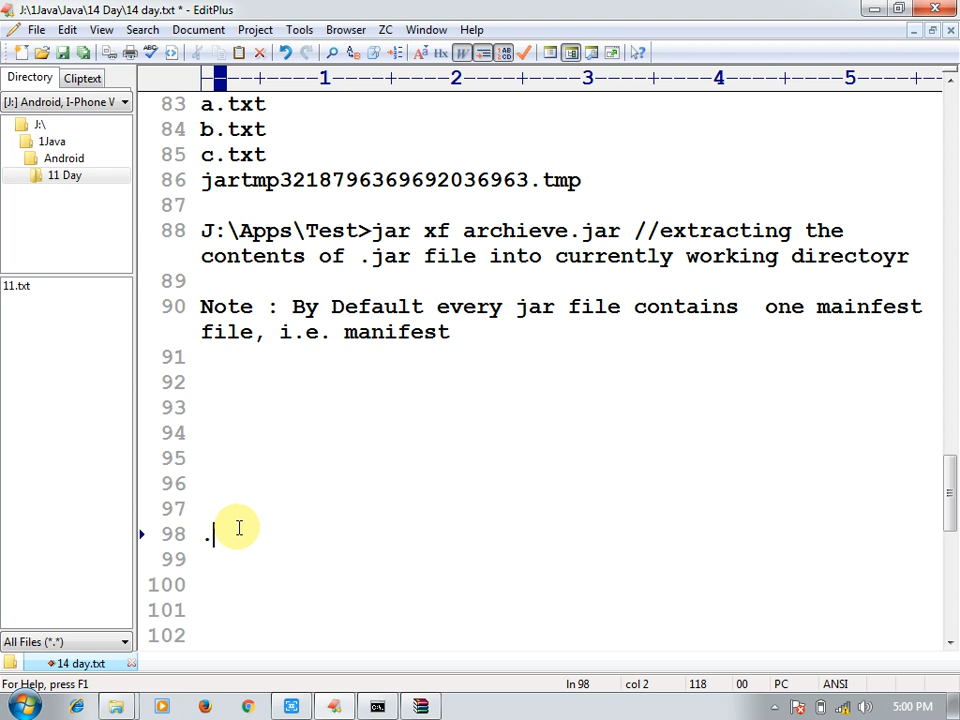 J:\1Java\Java\14 Day\14 day.txt * - EditPlus
File Edit View Search Document Project Tools Browser ZC Window Help
Directory Cliptext
[J:] Android, I-Phone V
J:\
1Java
Android
11 Day
11.txt
All Files (*.*)
1 2 3 4 5
83 a.txt
84 b.txt
85 c.txt
86 jartmp3218796369692036963.tmp
87
88 J:\Apps\Test>jar xf archieve.jar //extracting the
contents of .jar file into currently working directoyr
89
90 Note : By Default every jar file contains one mainfest
file, i.e. manifest
91
92
93
94
95
96
97
98 .
99
100
101
102
14 day.txt
For Help, press F1 ln 98 col 2 118 00 PC ANSI
5:00 PM